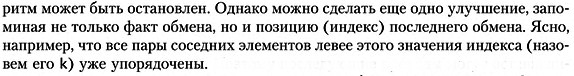 ритм может быть остановлен. Однако можно сделать еще одно улучшение, запо-
миная не только факт обмена, но и позицию (индекс) последнего обмена. Ясно,
например, что все пары соседних элементов левее этого значения индекса (назо-
вем его k) уже упорядочены.